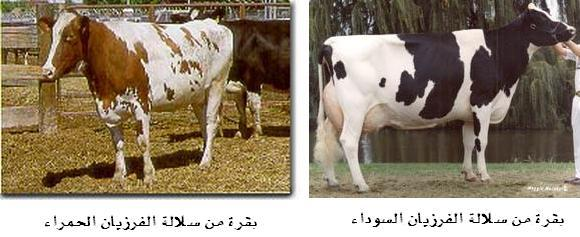 بقرة من سلالة الفرزيان السوداء
بقرة من سلالة الفرزيان الحمراء